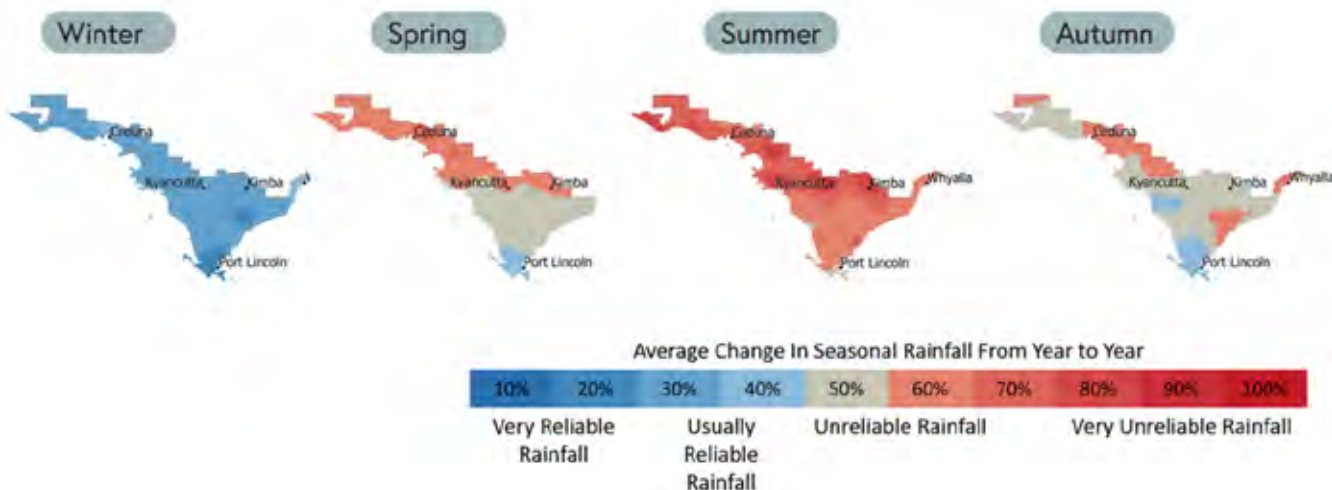 Winter
Spring
Summer
Autumn
Ceduna
Kyancutta
Kimba
Port Lincoln
Ceduna
Kyancutta
Kimba
Port Lincoln
Ceduna
Kyancutta
Kimba
Whyalla
Port Lincoln
Ceduna
Kyancutta
Kimba
Whyalla
Port Lincoln
Average Change In Seasonal Rainfall From Year to Year
10% 20% 30% 40% 50% 60% 70% 80% 90% 100%
Very Reliable
Rainfall
Usually
Reliable
Rainfall
Unreliable Rainfall
Very Unreliable Rainfall